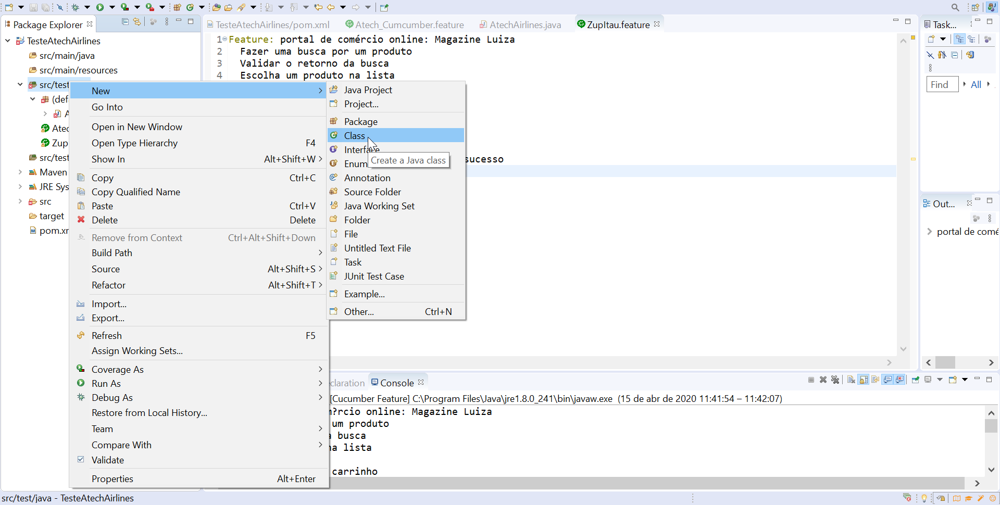 Package Explorer
TesteAtechAirlines/pom.xml
Atech_Cumcumber.feature
AtechAirlines.java
ZupItau.feature
Task...
TesteAtechAirlines
src/main/java
src/main/resources
src/test
(def
A
Atec
Zup
src/test
Maven
JRE Sys
src
target
pom.xr
1 Feature: portal de comércio online: Magazine Luiza
2 Fazer uma busca por um produto
3 Validar o retorno da busca
4 Escolha um produto na lista
sucesso
New
Go Into
Open in New Window
Open Type Hierarchy F4
Show In Alt+Shift+W
Copy Ctrl+C
Copy Qualified Name
Paste Ctrl+V
Delete Delete
Remove from Context Ctrl+Alt+Shift+Down
Build Path
Source Alt+Shift+S
Refactor Alt+Shift+T
Import...
Export...
Refresh F5
Assign Working Sets...
Coverage As
Run As
Debug As
Restore from Local History...
Team
Compare With
Validate
Properties Alt+Enter
Java Project
Project...
Package
Class
Interface
Enum
Create a Java class
Annotation
Source Folder
Java Working Set
Folder
File
Untitled Text File
Task
JUnit Test Case
Example...
Other... Ctrl+N
Find
All
Out...
portal de comé
claration
Console
[Cucumber Feature] C:\Program Files\Java\jre1.8.0_241\bin\javaw.exe (15 de abr de 2020 11:41:54 – 11:42:07)
m?rcio online: Magazine Luiza
um produto
a busca
na lista
carrinho
src/test/java - TesteAtechAirlines